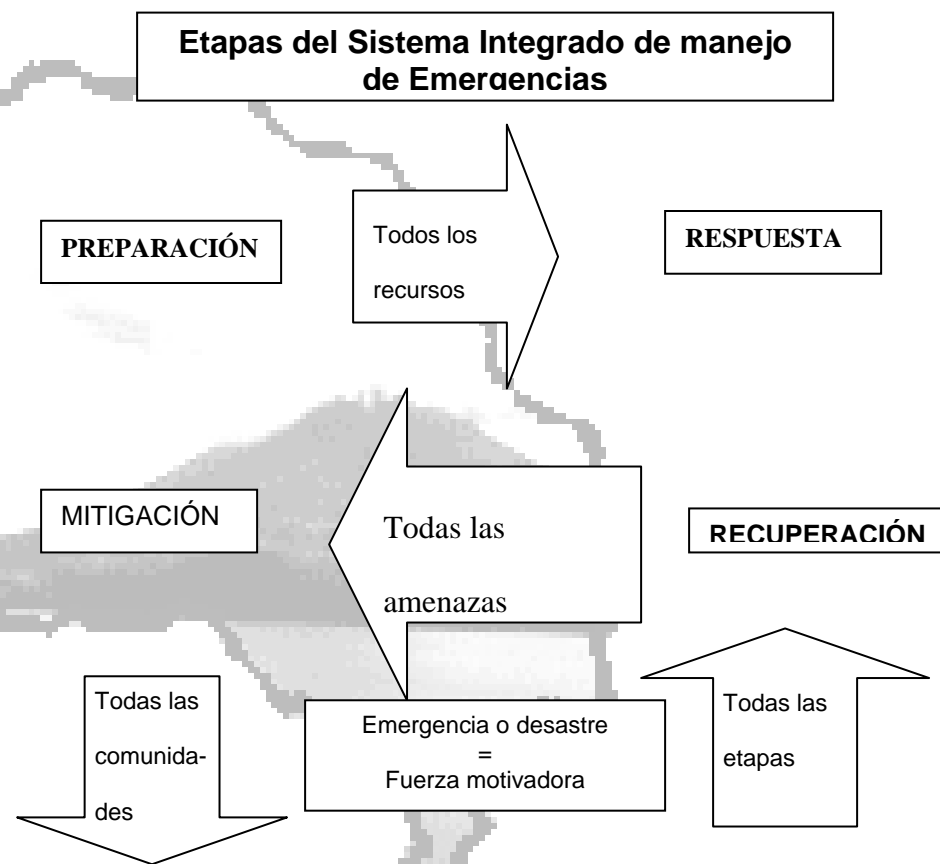 Etapas del Sistema Integrado de manejo
de Emergencias
PREPARACIÓN
Todos los
recursos
RESPUESTA
MITIGACIÓN
Todas las
amenazas
RECUPERACIÓN
Todas las
comunida-
des
Emergencia o desastre
=
Fuerza motivadora
Todas las
etapas